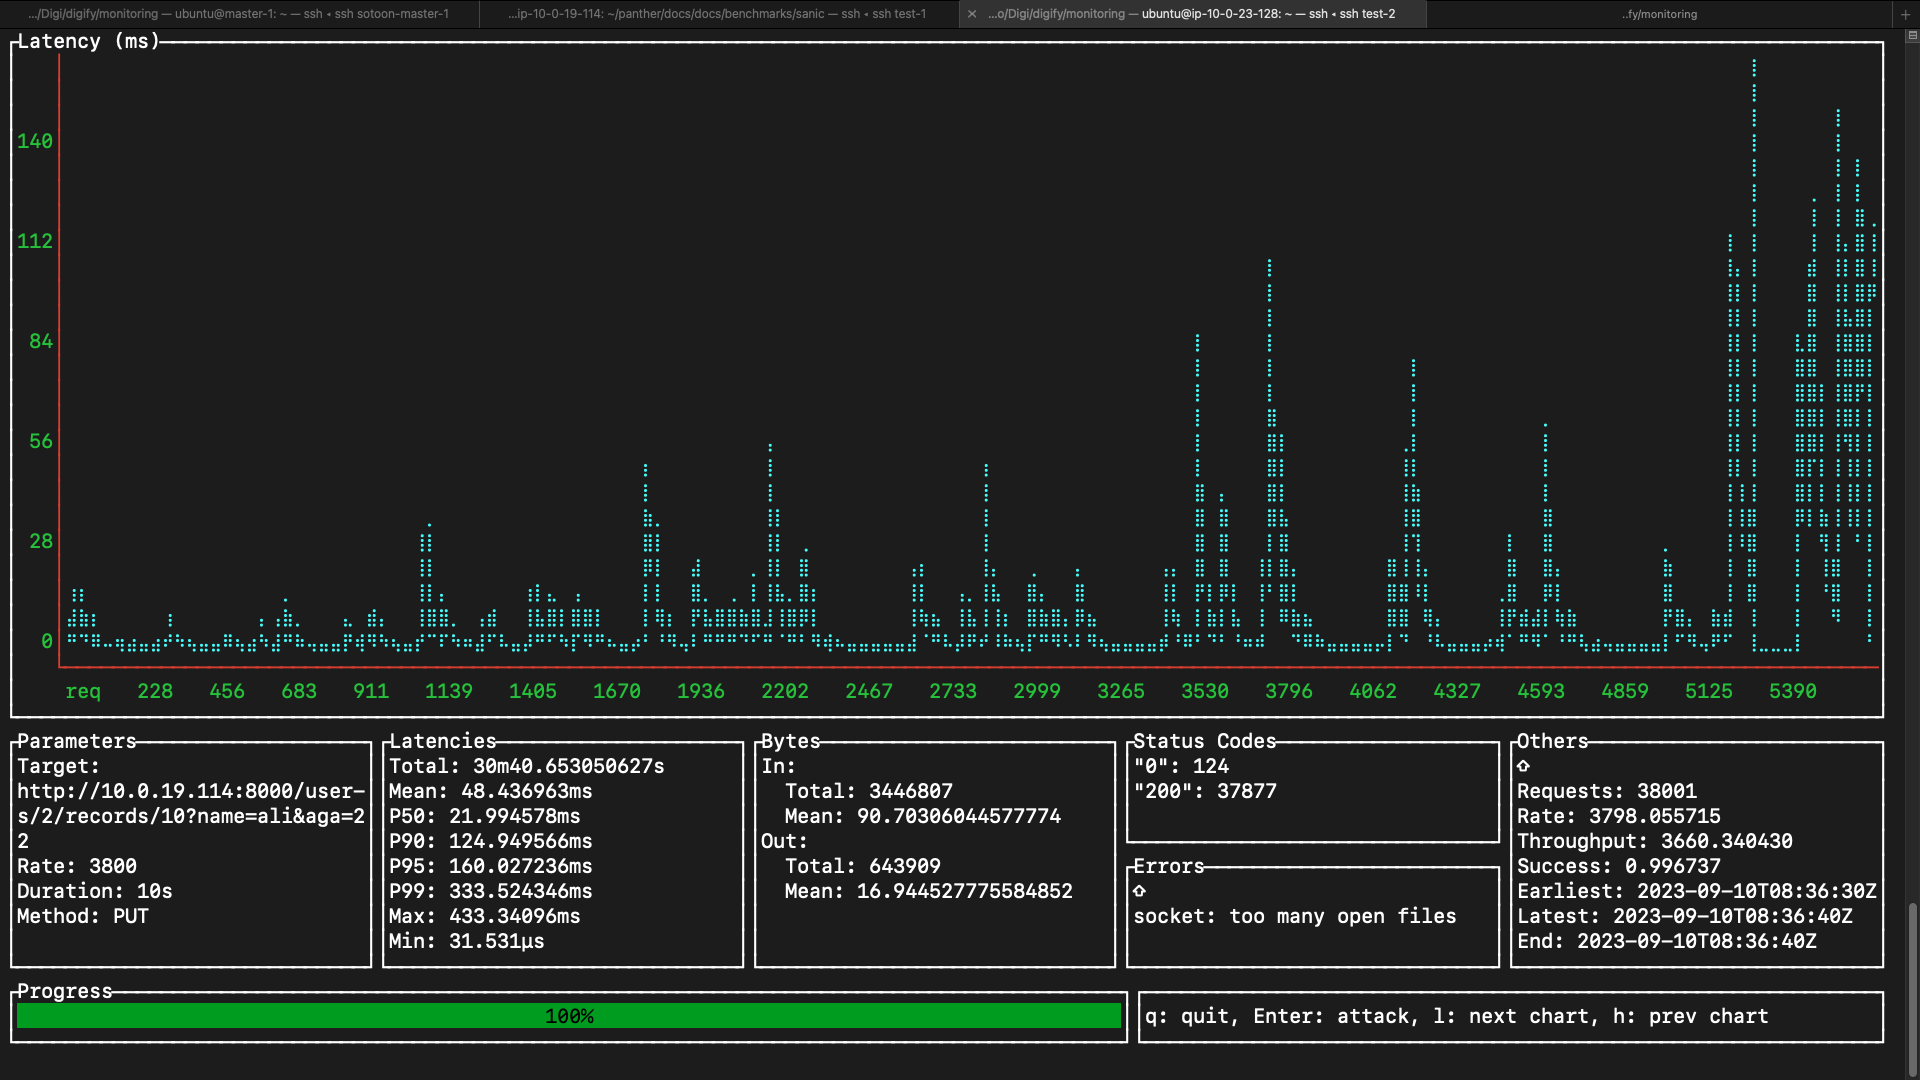 .../Digi/digify/monitoring — ubuntu@master-1: ~ — ssh ◂ ssh sotoon-master-1
...ip-10-0-19-114: ~/panther/docs/docs/benchmarks/sanic — ssh ◂ ssh test-1
...o/Digi/digify/monitoring — ubuntu@ip-10-0-23-128: ~ — ssh ◂ ssh test-2
..fy/monitoring
Latency (ms)
140
112
84
56
28
0
req 228 456 683 911 1139 1405 1670 1936 2202 2467 2733 2999 3265 3530 3796 4062 4327 4593 4859 5125 5390
Parameters
Target:
http://10.0.19.114:8000/user-
s/2/records/10?name=ali&aga=2
2
Rate: 3800
Duration: 10s
Method: PUT
Latencies
Total: 30m40.653050627s
Mean: 48.436963ms
P50: 21.994578ms
P90: 124.949566ms
P95: 160.027236ms
P99: 333.524346ms
Max: 433.34096ms
Min: 31.531µs
Bytes
In:
Total: 3446807
Mean: 90.70306044577774
Out:
Total: 643909
Mean: 16.944527775584852
Status Codes
"0": 124
"200": 37877
Errors
⇧
socket: too many open files
Others
⇧
Requests: 38001
Rate: 3798.055715
Throughput: 3660.340430
Success: 0.996737
Earliest: 2023-09-10T08:36:30Z
Latest: 2023-09-10T08:36:40Z
End: 2023-09-10T08:36:40Z
Progress
100%
q: quit, Enter: attack, l: next chart, h: prev chart